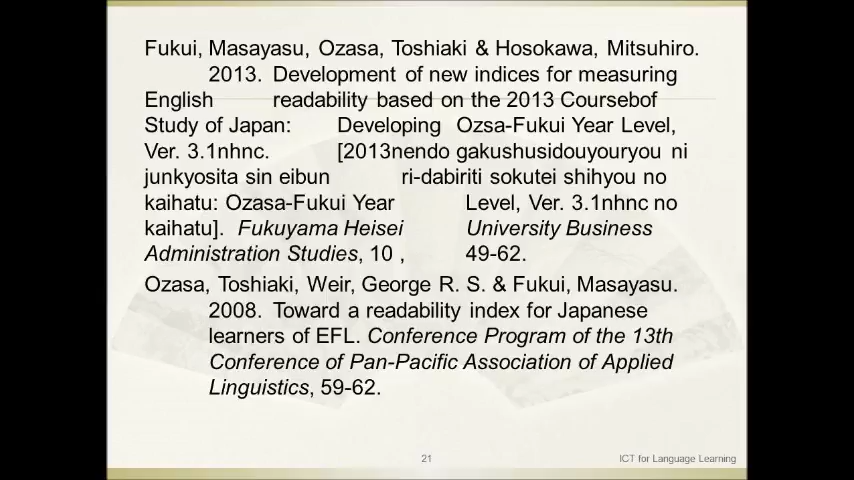 Fukui, Masayasu, Ozasa, Toshiaki & Hosokawa, Mitsuhiro.
2013. Development of new indices for measuring
English readability based on the 2013 Coursebof
Study of Japan: Developing Ozsa-Fukui Year Level,
Ver. 3.1nhnc. [2013nendo gakushusidouyouryou ni
junkyosita sin eibun ri-dabiriti sokutei shihyou no
kaihatu: Ozasa-Fukui Year Level, Ver. 3.1nhnc no
kaihatu]. Fukuyama Heisei University Business
Administration Studies, 10 , 49-62.
Ozasa, Toshiaki, Weir, George R. S. & Fukui, Masayasu.
2008. Toward a readability index for Japanese
learners of EFL. Conference Program of the 13th
Conference of Pan-Pacific Association of Applied
Linguistics, 59-62.
21
ICT for Language Learning